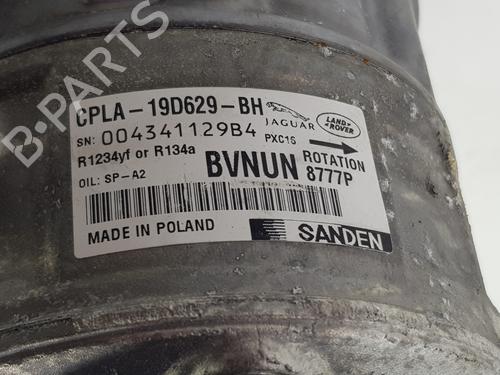 CPLA-19D629-BH
JAGUAR
LAND
ROVER
SN: 004341129B4
PXC16
R1234yf or R134a
BVNUN
ROTATION
OIL: SP-A2
8777P
MADE IN POLAND
SANDEN
B-PARTS